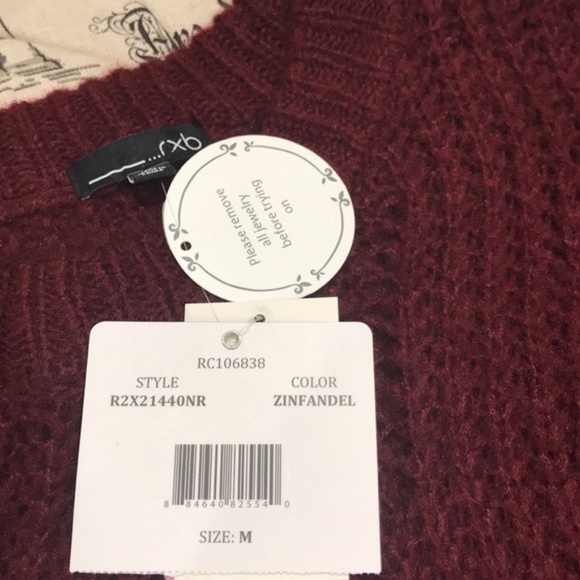 rxb...
Please remove
all jewelry
before trying
on
RC106838
STYLE
COLOR
R2X21440NR
ZINFANDEL
8 84640 82554 0
SIZE: M